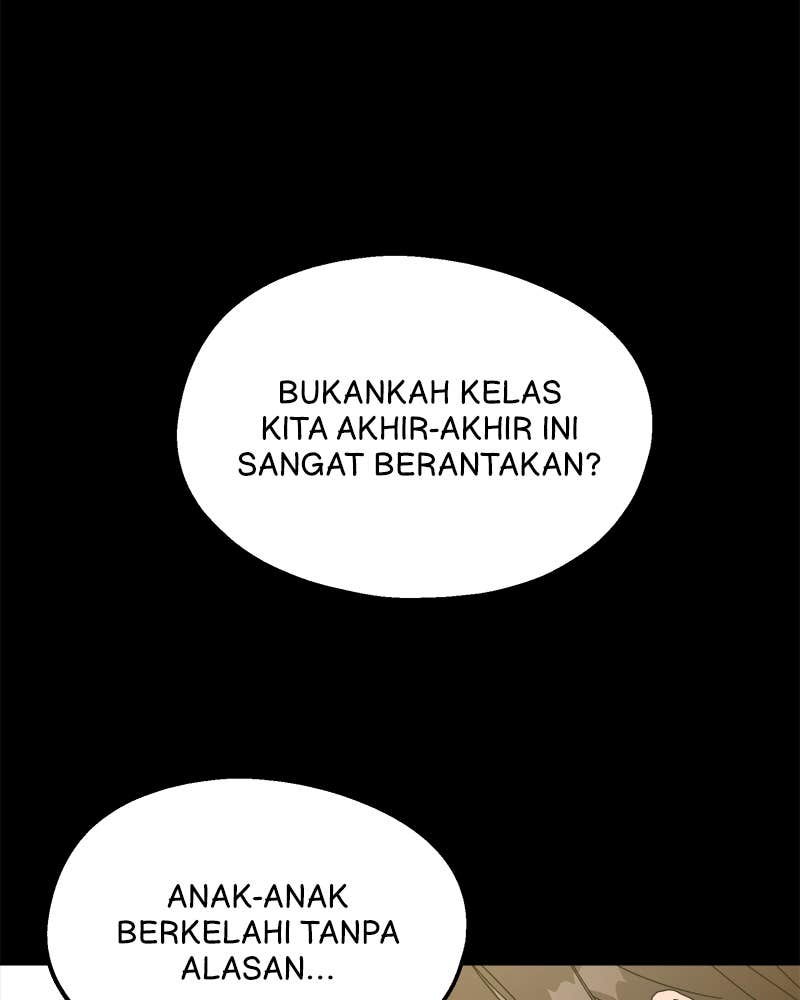 BUKANKAH KELAS
KITA AKHIR-AKHIR INI
SANGAT BERANTAKAN?
ANAK-ANAK
BERKELAHI TANPA
ALASAN...